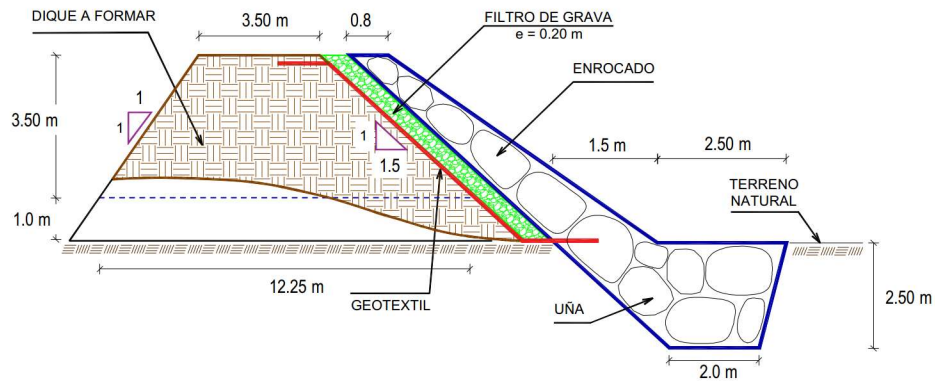 DIQUE A FORMAR
3.50 m
0.8
FILTRO DE GRAVA
e = 0.20 m
ENROCADO
1
1
3.50 m
1
1.5
1.5 m
2.50 m
TERRENO
NATURAL
1.0 m
12.25 m
GEOTEXTIL
UÑA
2.50 m
2.0 m